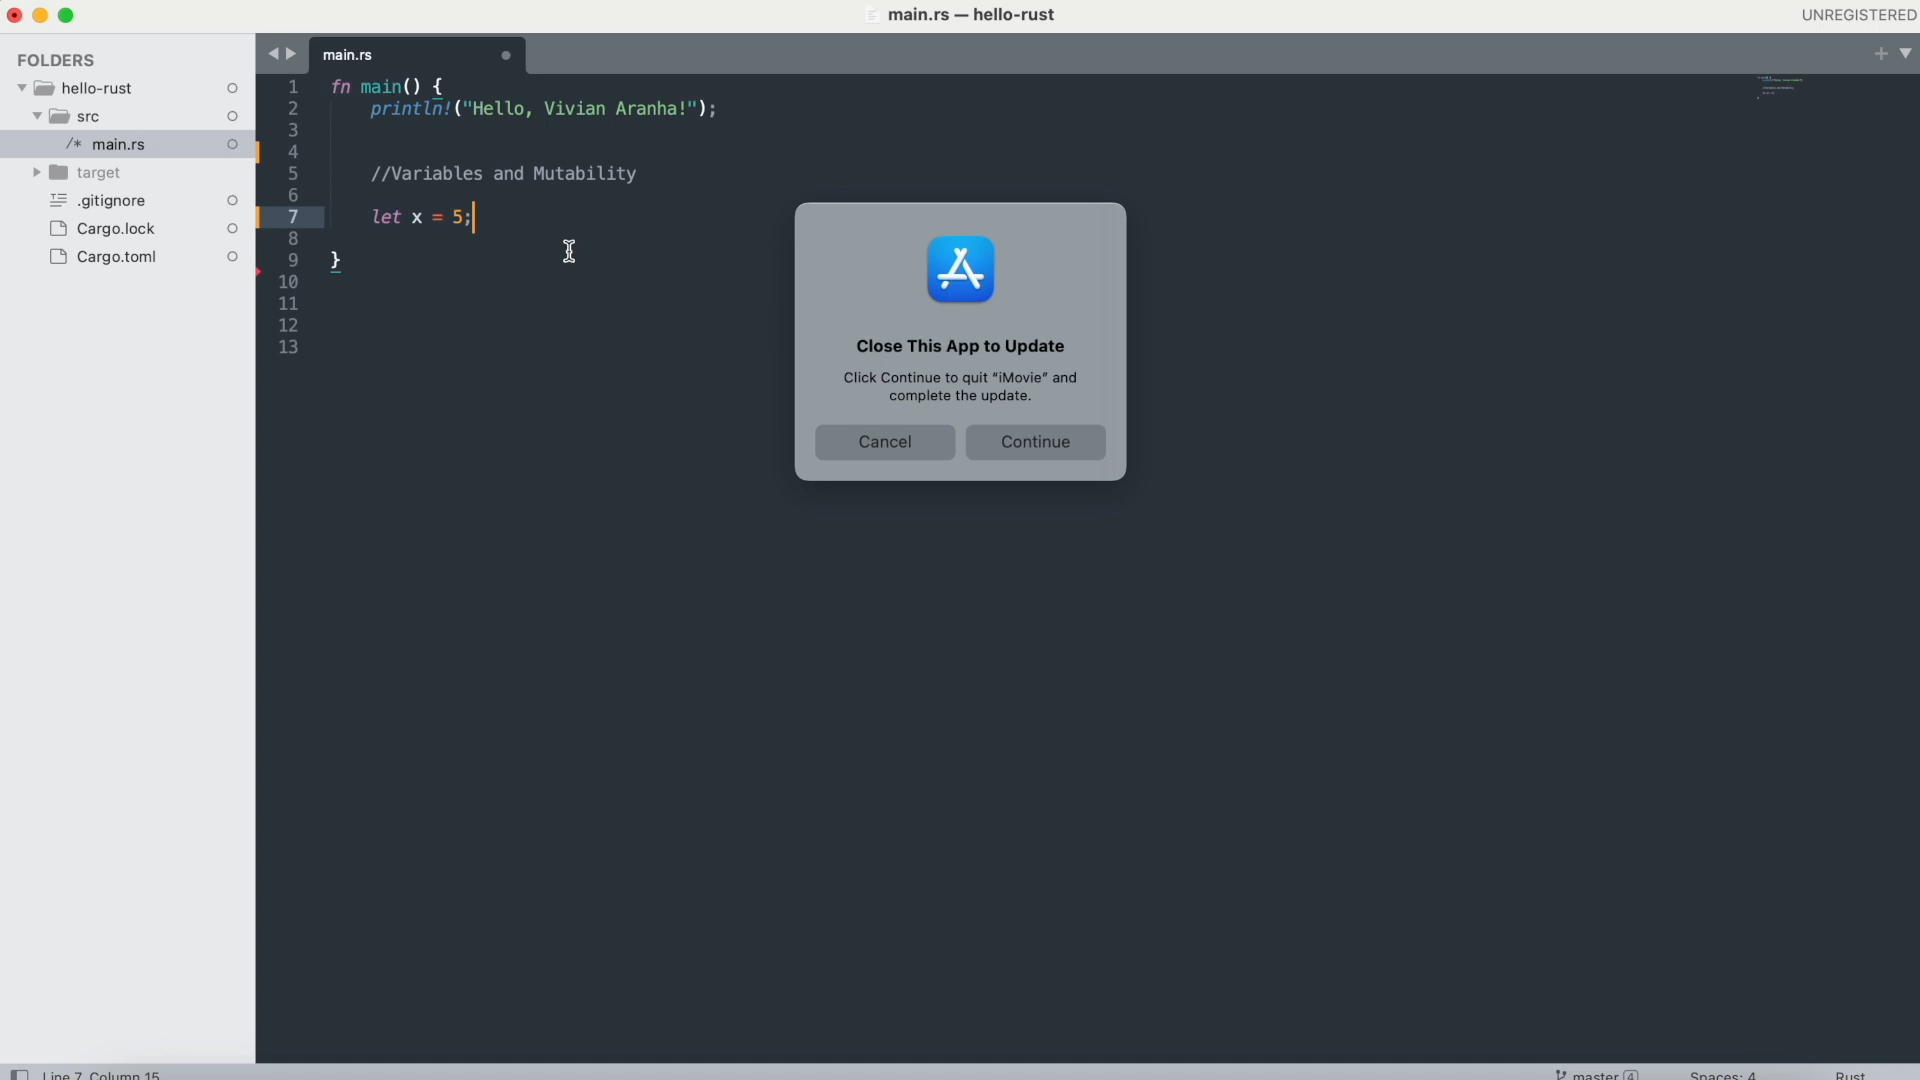 main.rs — hello-rust
UNREGISTERED
FOLDERS
hello-rust
src
/* main.rs
target
.gitignore
Cargo.lock
Cargo.toml
main.rs
1 fn main() {
2 println!("Hello, Vivian Aranha!");
3
4
5 //Variables and Mutability
6
7 let x = 5;
8
9 }
10
11
12
13
Close This App to Update
Click Continue to quit “iMovie” and
complete the update.
Cancel
Continue
Line 7, Column 15
master 4
Spaces: 4
Rust